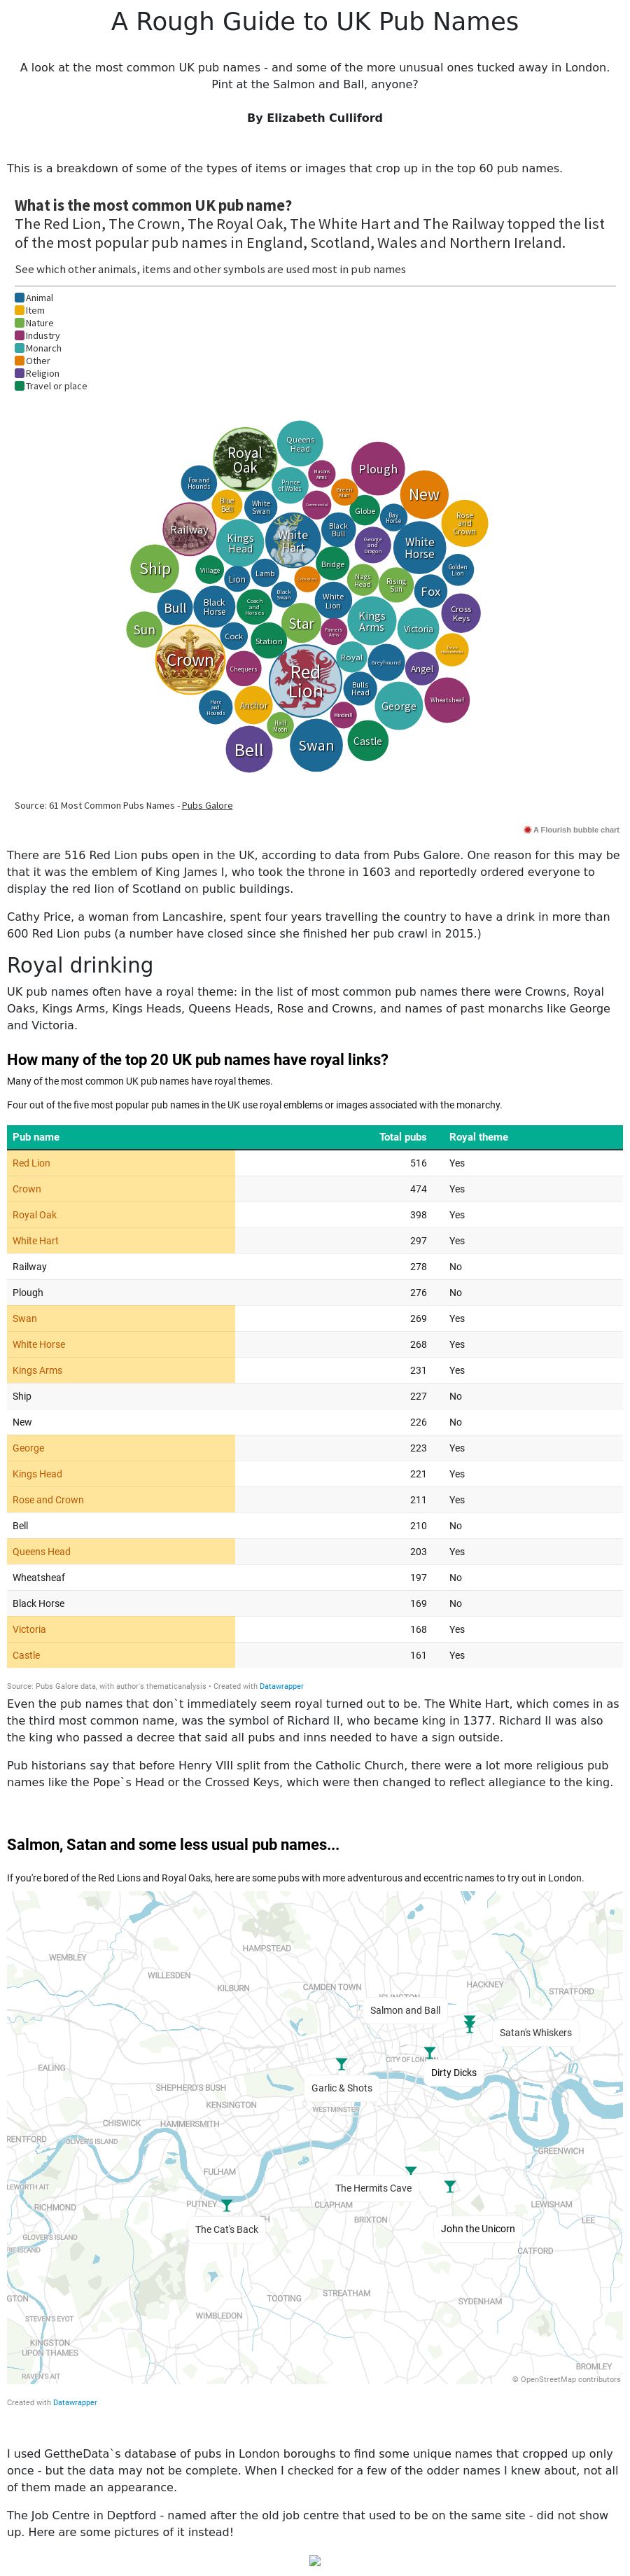 A Rough Guide to UK Pub Names
A look at the most common UK pub names - and some of the more unusual ones tucked away in London.
Pint at the Salmon and Ball, anyone?
By Elizabeth Culliford
This is a breakdown of some of the types of items or images that crop up in the top 60 pub names.
What is the most common UK pub name?
The Red Lion, The Crown, The Royal Oak, The White Hart and The Railway topped the list
of the most popular pub names in England, Scotland, Wales and Northern Ireland.
See which other animals, items and other symbols are used most in pub names
Animal
Item
Nature
Industry
Monarch
Other
Religion
Travel or place
Queens
Head
Royal
Oak
Plough
Masons
Arms
Fox and
Hounds
Prince
of Wales
Green
Man
New
Blue
Bell
White
Swan
Commercial
Globe
Rose
and
Crown
Railway
Kings
Head
White
Hart
Black
Bull
Bay
Horse
George
and
Dragon
White
Horse
Ship
Village
Lion
Lamb
Bridge
Golden
Lion
Nags
Head
Rising
Sun
Fox
Bull
Black
Horse
Coach
and
Horses
Black
Swan
White
Lion
Cross
Keys
Sun
Cock
Station
Star
Farmers
Arms
Kings
Arms
Victoria
Crown
Chequers
Red
Lion
Royal
Greyhound
Angel
Hare
and
Hounds
Anchor
Bulls
Head
George
Wheatsheaf
Half
Moon
Windmill
Bell
Swan
Castle
Source: 61 Most Common Pubs Names - Pubs Galore
A Flourish bubble chart
There are 516 Red Lion pubs open in the UK, according to data from Pubs Galore. One reason for this may be
that it was the emblem of King James I, who took the throne in 1603 and reportedly ordered everyone to
display the red lion of Scotland on public buildings.
Cathy Price, a woman from Lancashire, spent four years travelling the country to have a drink in more than
600 Red Lion pubs (a number have closed since she finished her pub crawl in 2015.)
Royal drinking
UK pub names often have a royal theme: in the list of most common pub names there were Crowns, Royal
Oaks, Kings Arms, Kings Heads, Queens Heads, Rose and Crowns, and names of past monarchs like George
and Victoria.
How many of the top 20 UK pub names have royal links?
Many of the most common UK pub names have royal themes.
Four out of the five most popular pub names in the UK use royal emblems or images associated with the monarchy.
Pub name Total pubs Royal theme
Red Lion 516 Yes
Crown 474 Yes
Royal Oak 398 Yes
White Hart 297 Yes
Railway 278 No
Plough 276 No
Swan 269 Yes
White Horse 268 Yes
Kings Arms 231 Yes
Ship 227 No
New 226 No
George 223 Yes
Kings Head 221 Yes
Rose and Crown 211 Yes
Bell 210 No
Queens Head 203 Yes
Wheatsheaf 197 No
Black Horse 169 No
Victoria 168 Yes
Castle 161 Yes
Source: Pubs Galore data, with author's thematicanalysis • Created with Datawrapper
Even the pub names that don`t immediately seem royal turned out to be. The White Hart, which comes in as
the third most common name, was the symbol of Richard II, who became king in 1377. Richard II was also
the king who passed a decree that said all pubs and inns needed to have a sign outside.
Pub historians say that before Henry VIII split from the Catholic Church, there were a lot more religious pub
names like the Pope`s Head or the Crossed Keys, which were then changed to reflect allegiance to the king.
Salmon, Satan and some less usual pub names...
If you're bored of the Red Lions and Royal Oaks, here are some pubs with more adventurous and eccentric names to try out in London.
HAMPSTEAD
WEMBLEY
WILLESDEN
KILBURN
CAMDEN TOWN
HACKNEY
STRATFORD
Salmon and Ball
Satan's Whiskers
CITY OF
EALING
Dirty Dicks
Garlic & Shots
SHEPHERD'S BUSH
KENSINGTON
WESTMINSTER
CHISWICK
HAMMERSMITH
OLIVER'S ISLAND
GREENWICH
FULHAM
The Hermits Cave
RICHMOND
PUTNEY
CLAPHAM
BRIXTON
LEWISHAM
LEE
The Cat's Back
John the Unicorn
GLOVER'S ISLAND
CATFORD
STREATHAM
TOOTING
SYDENHAM
WIMBLEDON
STEVEN'S EYOT
KINGSTON
UPON THAMES
BROMLEY
RAVEN'S AIT
© OpenStreetMap contributors
Created with Datawrapper
I used GettheData`s database of pubs in London boroughs to find some unique names that cropped up only
once - but the data may not be complete. When I checked for a few of the odder names I knew about, not all
of them made an appearance.
The Job Centre in Deptford - named after the old job centre that used to be on the same site - did not show
up. Here are some pictures of it instead!